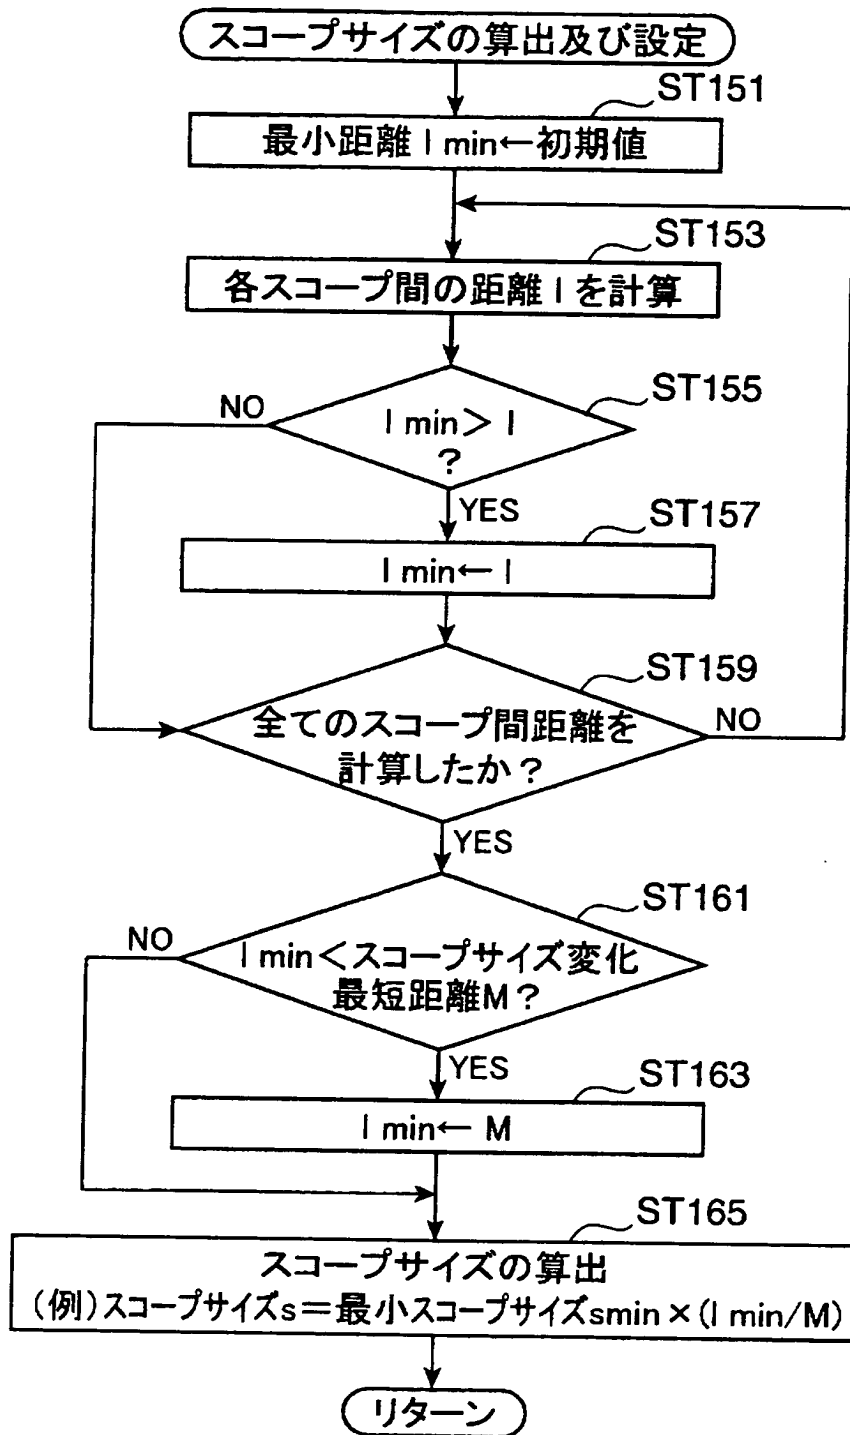 スコープサイズの算出及び設定
ST151
最小距離l min←初期値
ST153
各スコープ間の距離lを計算
ST155
NO
l min>l
?
YES
ST157
l min←l
ST159
全てのスコープ間距離を
計算したか?
NO
YES
ST161
NO
l min<スコープサイズ変化
最短距離M?
YES
ST163
l min←M
ST165
スコープサイズの算出
(例)スコープサイズs=最小スコープサイズsmin×(l min/M)
リターン